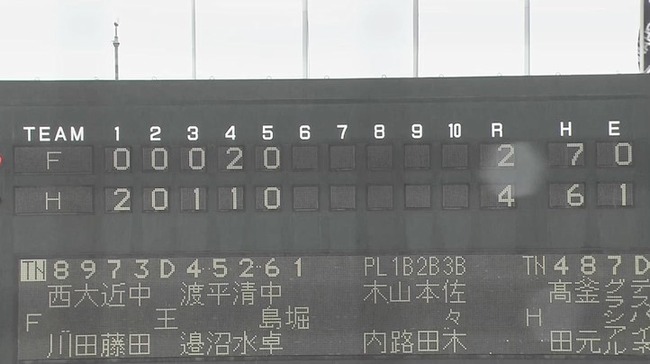 TEAM 1 2 3 4 5 6 7 8 9 10 R H E
F 0 0 0 2 0 2 7 0
H 2 0 1 1 0 4 6 1
TN 8 9 7 3 D 4 5 2 6 1 PL 1B 2B 3B TN 4 8 7 D
西大近中 渡平清中 木山本佐 髙釜グデ
F 王 島堀 々 H ラス
川田藤田 邉沼水卓 内路田木 田元